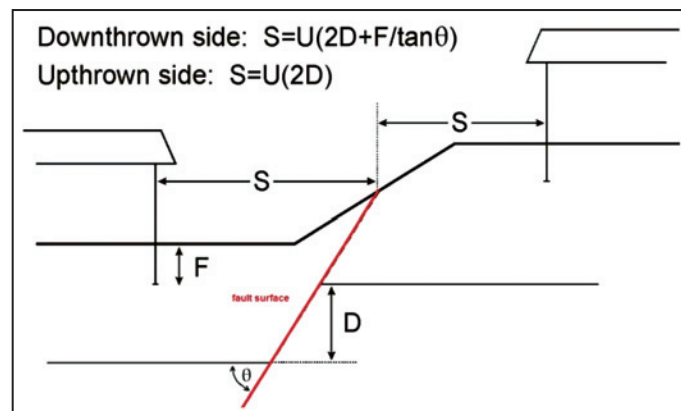 Downthrown side: S=U(2D+F/tanθ)
Upthrown side: S=U(2D)
S
S
F
fault surface
D
θ